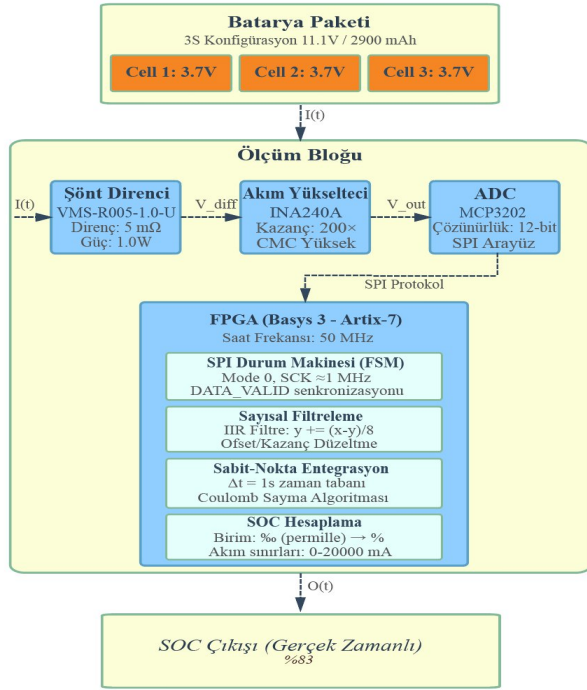 Batarya Paketi
3S Konfigürasyon 11.1V / 2900 mAh
Cell 1: 3.7V
Cell 2: 3.7V
Cell 3: 3.7V
I(t)
Ölçüm Bloğu
I(t)
Şönt Direnci
VMS-R005-1.0-U
Direnç: 5 mΩ
Güç: 1.0W
V_diff
Akım Yükselteci
INA240A
Kazanç: 200×
CMC Yüksek
V_out
ADC
MCP3202
Çözünürlük: 12-bit
SPI Arayüz
SPI Protokol
FPGA (Basys 3 - Artix-7)
Saat Frekansı: 50 MHz
SPI Durum Makinesi (FSM)
Mode 0, SCK ≈1 MHz
DATA_VALID senkronizasyonu
Sayısal Filtreleme
IIR Filtre: y += (x-y)/8
Ofset/Kazanç Düzeltme
Sabit-Nokta Entegrasyon
Δt = 1s zaman tabanı
Coulomb Sayma Algoritması
SOC Hesaplama
Birim: ‰ (permille) → %
Akım sınırları: 0-20000 mA
O(t)
SOC Çıkışı (Gerçek Zamanlı)
%83